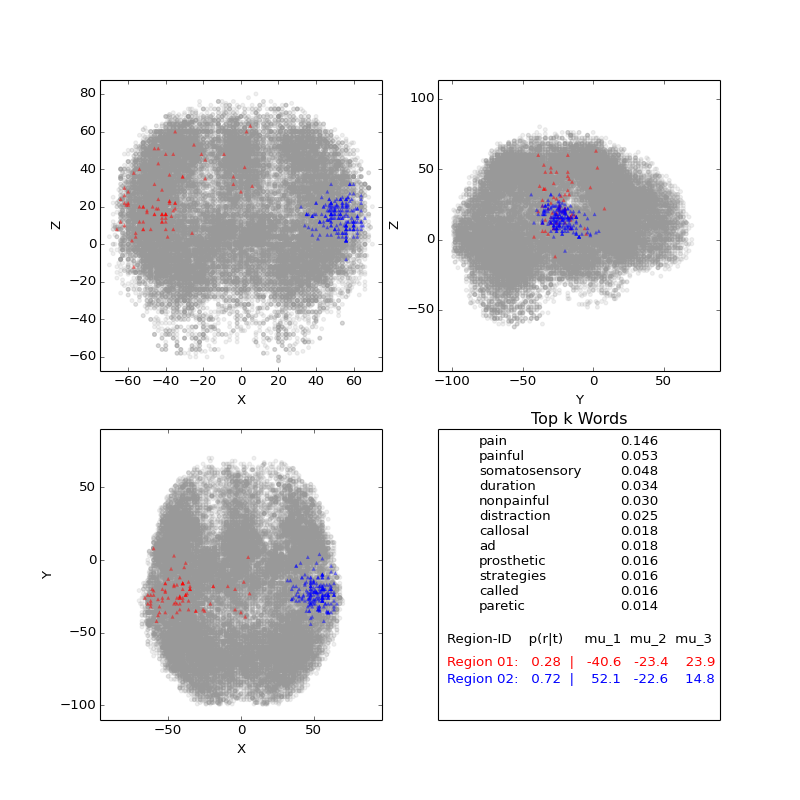 80
60
40
20
0
−20
−40
−60
Z
−60 −40 −20 0 20 40 60
X
100
50
0
−50
Z
−100 −50 0 50
Y
50
0
−50
−100
Y
−50 0 50
X
Top k Words
pain 0.146
painful 0.053
somatosensory 0.048
duration 0.034
nonpainful 0.030
distraction 0.025
callosal 0.018
ad 0.018
prosthetic 0.016
strategies 0.016
called 0.016
paretic 0.014
Region-ID p(r|t) mu_1 mu_2 mu_3
Region 01: 0.28 | -40.6 -23.4 23.9
Region 02: 0.72 | 52.1 -22.6 14.8